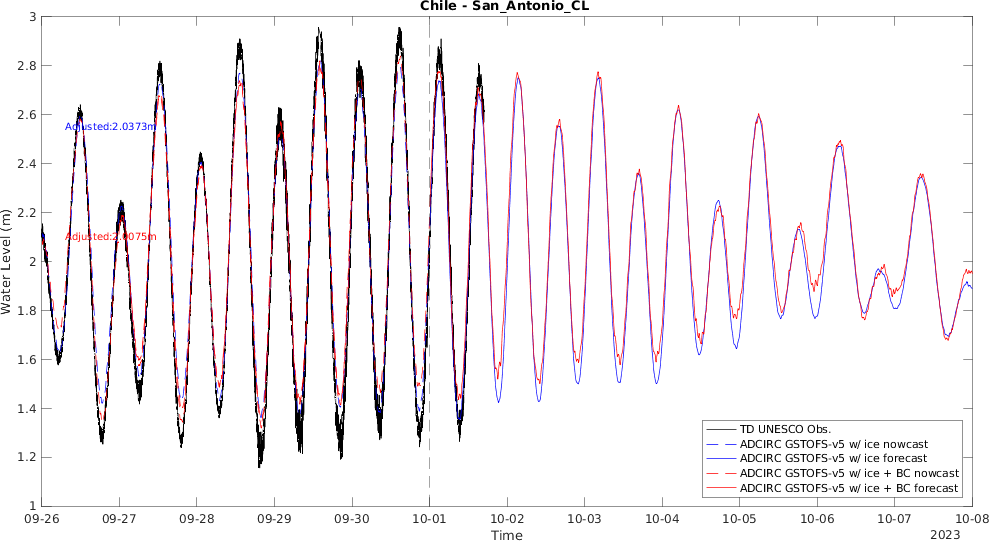 Chile - San_Antonio_CL
Water Level (m)
3
2.8
2.6
2.4
2.2
2
1.8
1.6
1.4
1.2
1
Adjusted:2.0373m
Adjusted:2.0075m
TD UNESCO Obs.
ADCIRC GSTOFS-v5 w/ ice nowcast
ADCIRC GSTOFS-v5 w/ ice forecast
ADCIRC GSTOFS-v5 w/ ice + BC nowcast
ADCIRC GSTOFS-v5 w/ ice + BC forecast
09-26 09-27 09-28 09-29 09-30 10-01 10-02 10-03 10-04 10-05 10-06 10-07 10-08
Time
2023